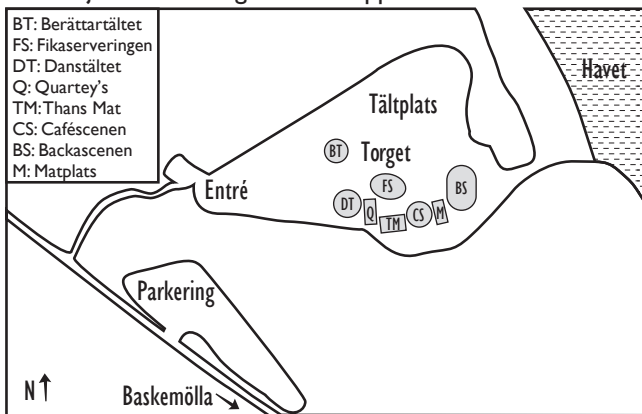 BT: Berättartältet
FS: Fikaserveringen
DT: Danstältet
Q: Quartey's
TM: Thans Mat
CS: Caféscenen
BS: Backascenen
M: Matplats
Havet
Tältplats
BT
Torget
Entré
FS
BS
DT
Q
TM
CS
M
Parkering
N
Baskemölla